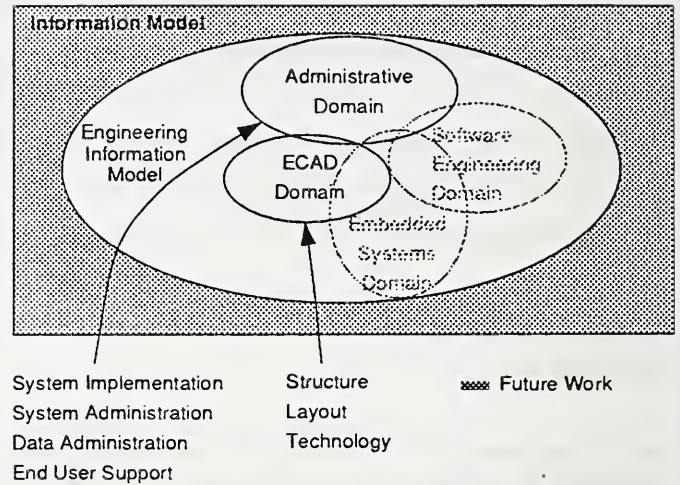 Information Model
Administrative
Domain
Engineering
Information
Model
Software
Engineering
Domain
ECAD
Domain
Embedded
Systems
Domain
System Implementation
System Administration
Data Administration
End User Support
Structure
Layout
Technology
Future Work